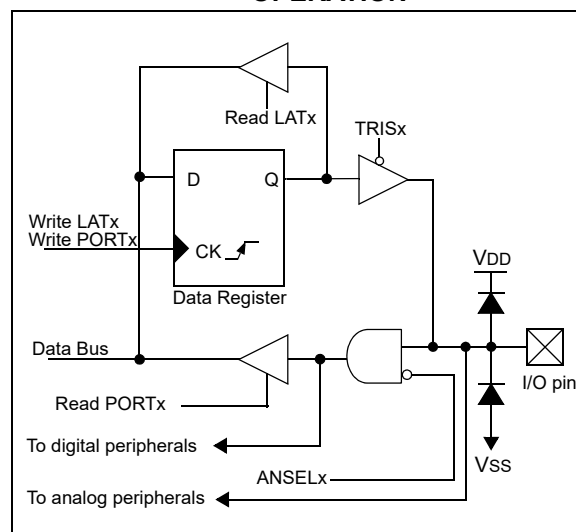 OPERATION
Read LATx
TRISx
D
Q
Write LATx
Write PORTx
CK
Data Register
VDD
Data Bus
I/O pin
Read PORTx
To digital peripherals
ANSELx
VSS
To analog peripherals